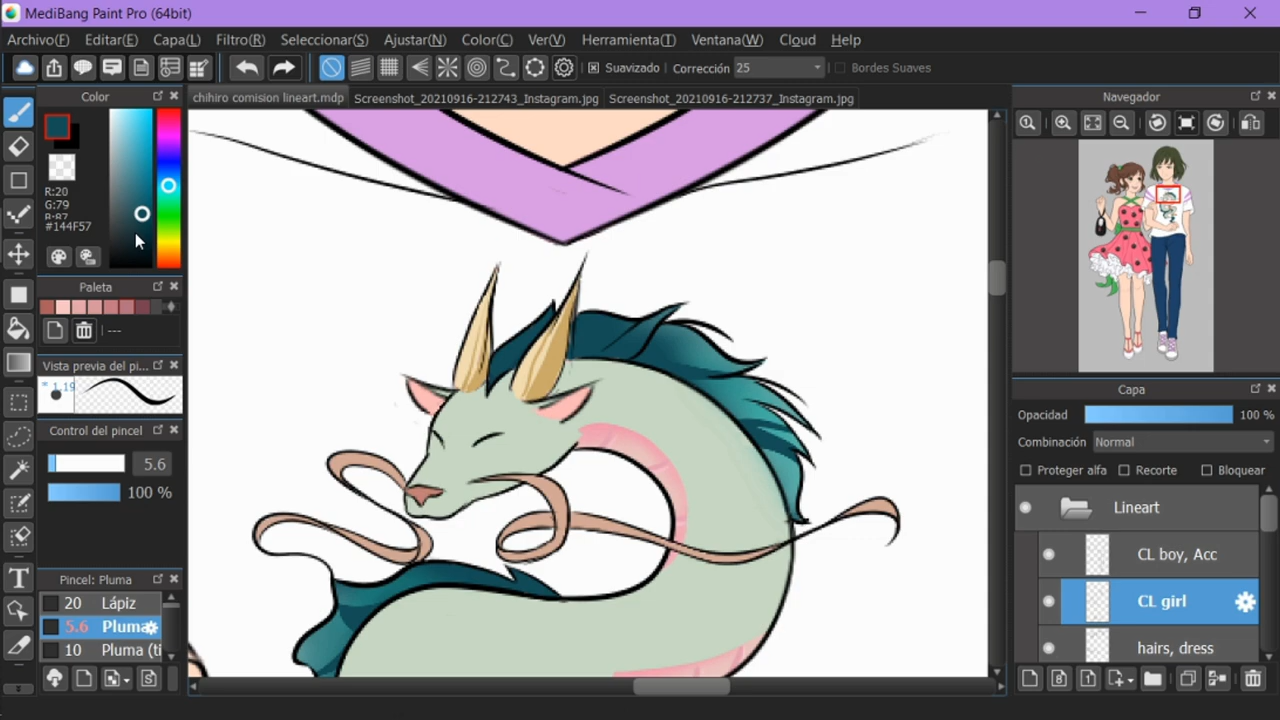 MediBang Paint Pro (64bit)
Archivo(F) Editar(E) Capa(L) Filtro(R) Seleccionar(S) Ajustar(N) Color(C) Ver(V) Herramienta(T) Ventana(W) Cloud Help
Suavizado Corrección 25 Bordes Suaves
Color
chihiro comision lineart.mdp Screenshot_20210916-212743_Instagram.jpg Screenshot_20210916-212737_Instagram.jpg
Navegador
R:20
G:79
B:87
#144F57
Paleta
---
Vista previa del pi...
* 1.19
Control del pincel
5.6
100 %
Pincel: Pluma
20 Lápiz
5.6 Pluma
10 Pluma (ti
Capa
Opacidad 100 %
Combinación Normal
Proteger alfa Recorte Bloquear
Lineart
CL boy, Acc
CL girl
hairs, dress